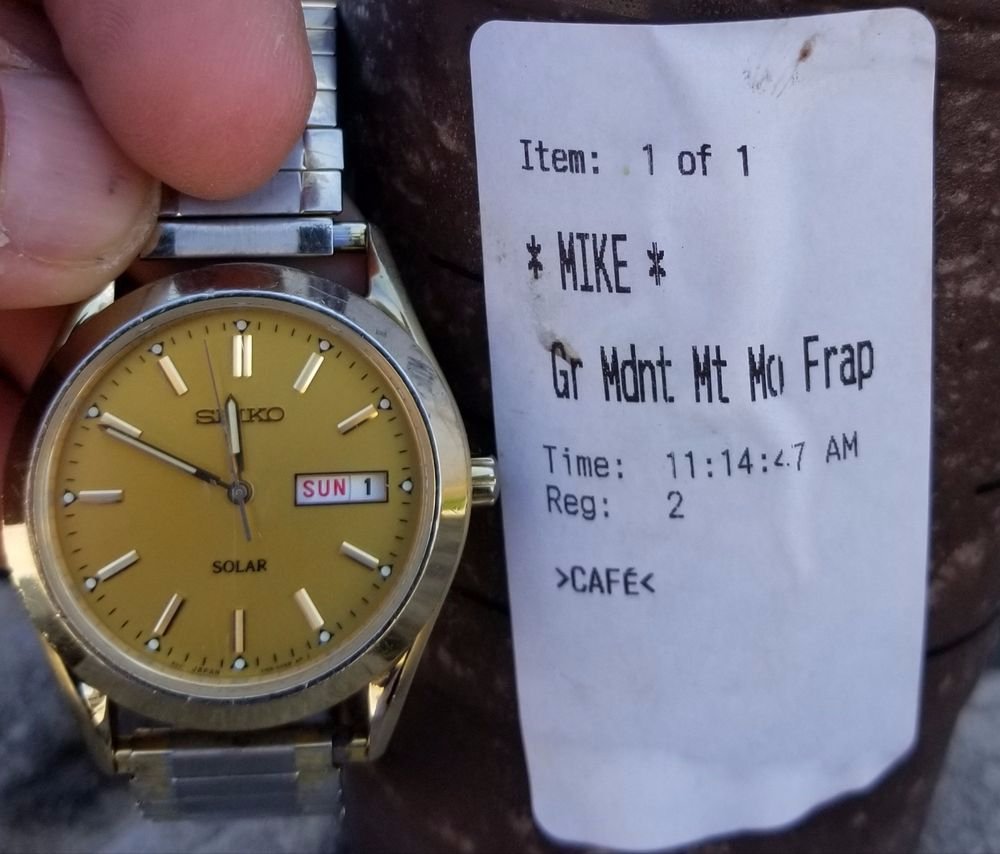 SEIKO
SUN 1
SOLAR
JAPAN
Item: 1 of 1
* MIKE *
Gr Mdnt Mt Mo Frap
Time: 11:14:47 AM
Reg: 2
>CAFÉ<